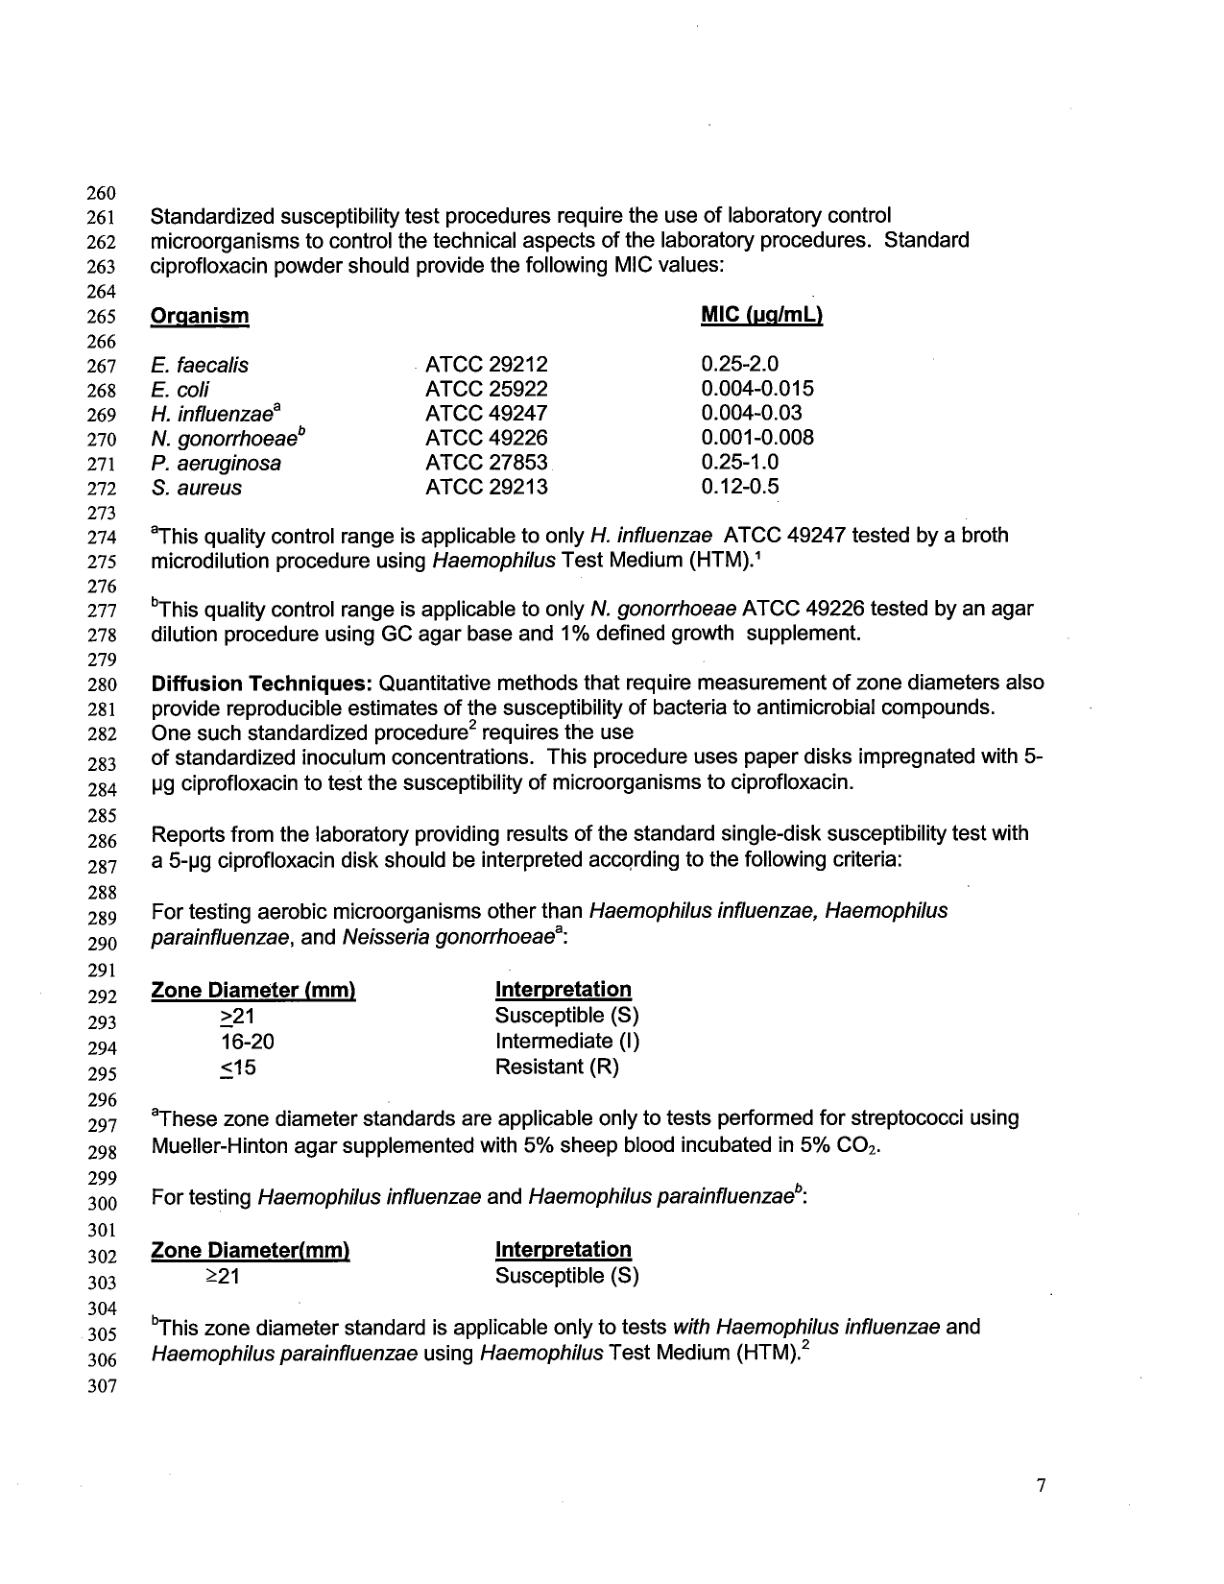 260
261 Standardized susceptibility test procedures require the use of laboratory control
262 microorganisms to control the technical aspects of the laboratory procedures. Standard
263 ciprofloxacin powder should provide the following MIC values:
264
265 Organism MIC (µg/mL)
266
267 E. faecalis ATCC 29212 0.25-2.0
268 E. coli ATCC 25922 0.004-0.015
269 H. influenzaeᵃ ATCC 49247 0.004-0.03
270 N. gonorrhoeaeᵇ ATCC 49226 0.001-0.008
271 P. aeruginosa ATCC 27853 0.25-1.0
272 S. aureus ATCC 29213 0.12-0.5
273
274 ᵃThis quality control range is applicable to only H. influenzae ATCC 49247 tested by a broth
275 microdilution procedure using Haemophilus Test Medium (HTM).¹
276
277 ᵇThis quality control range is applicable to only N. gonorrhoeae ATCC 49226 tested by an agar
278 dilution procedure using GC agar base and 1% defined growth supplement.
279
280 Diffusion Techniques: Quantitative methods that require measurement of zone diameters also
281 provide reproducible estimates of the susceptibility of bacteria to antimicrobial compounds.
282 One such standardized procedure² requires the use
283 of standardized inoculum concentrations. This procedure uses paper disks impregnated with 5-
284 µg ciprofloxacin to test the susceptibility of microorganisms to ciprofloxacin.
285
286 Reports from the laboratory providing results of the standard single-disk susceptibility test with
287 a 5-µg ciprofloxacin disk should be interpreted according to the following criteria:
288
289 For testing aerobic microorganisms other than Haemophilus influenzae, Haemophilus
290 parainfluenzae, and Neisseria gonorrhoeaeᵃ:
291
292 Zone Diameter (mm) Interpretation
293 ≥21 Susceptible (S)
294 16-20 Intermediate (I)
295 ≤15 Resistant (R)
296
297 ᵃThese zone diameter standards are applicable only to tests performed for streptococci using
298 Mueller-Hinton agar supplemented with 5% sheep blood incubated in 5% CO₂.
299
300 For testing Haemophilus influenzae and Haemophilus parainfluenzaeᵇ:
301
302 Zone Diameter(mm) Interpretation
303 ≥21 Susceptible (S)
304
305 ᵇThis zone diameter standard is applicable only to tests with Haemophilus influenzae and
306 Haemophilus parainfluenzae using Haemophilus Test Medium (HTM).²
307
7